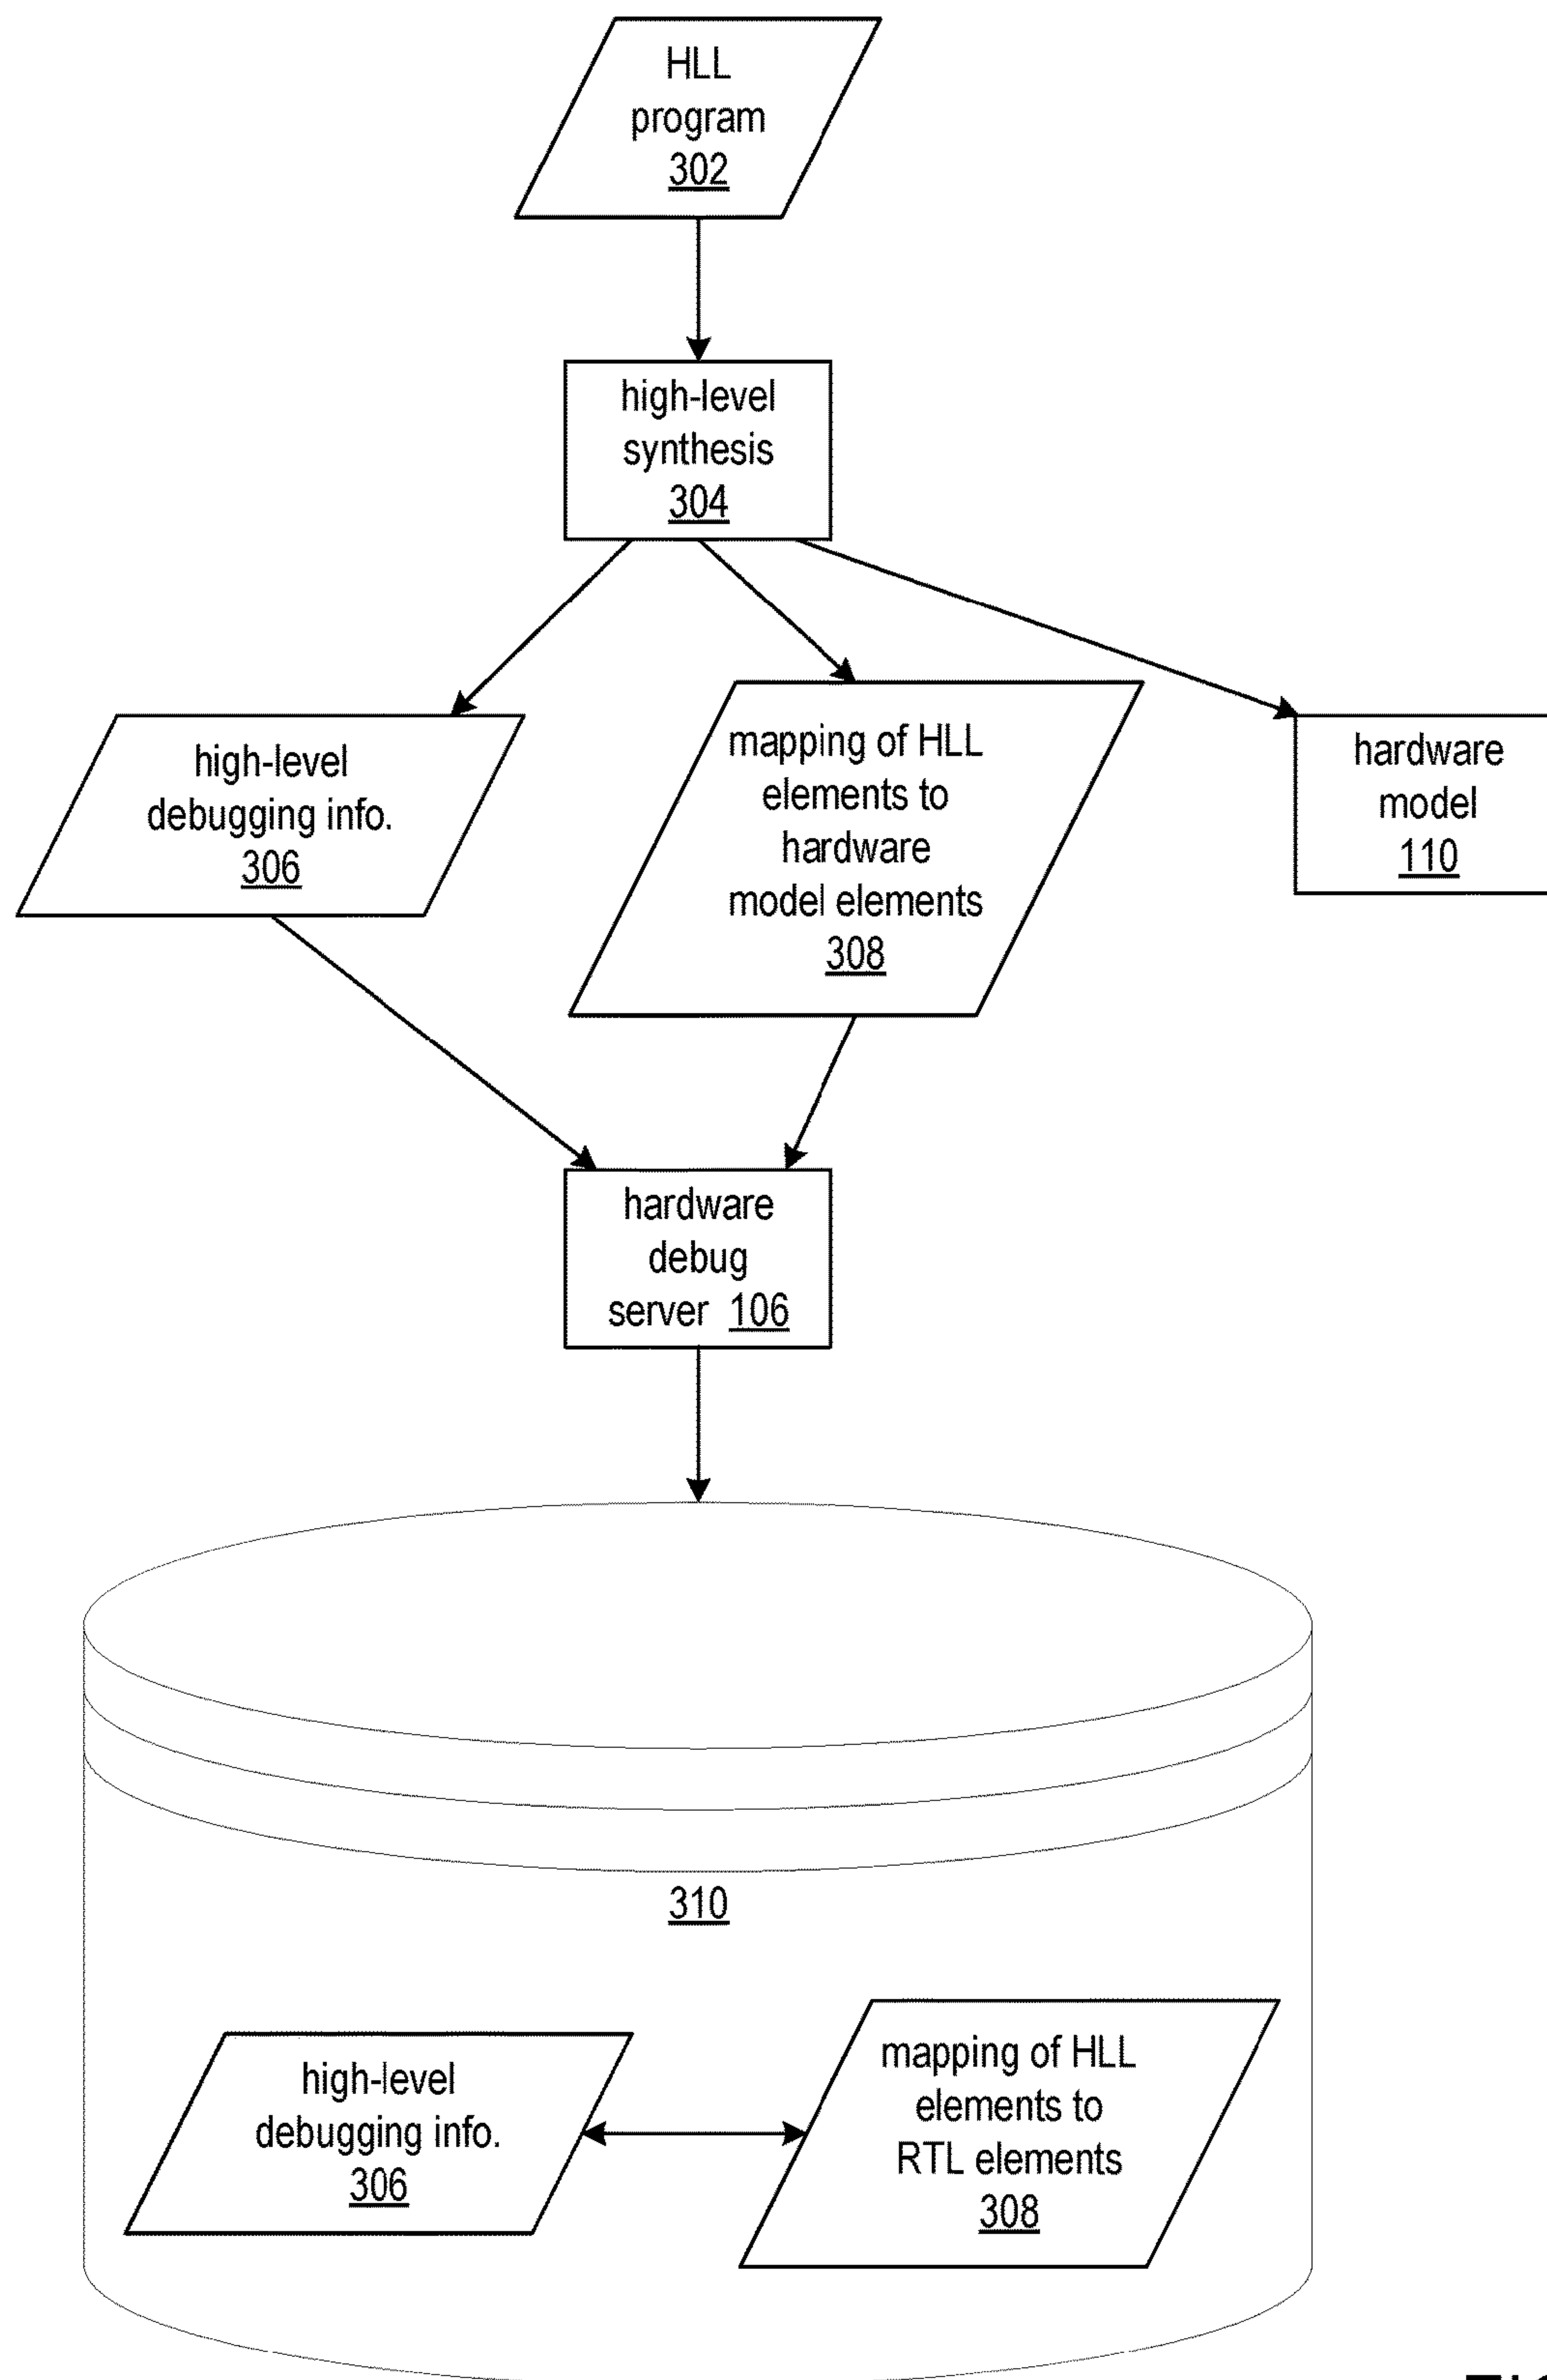 HLL
program
302
high-level
synthesis
304
high-level
debugging info.
306
mapping of HLL
elements to
hardware
model elements
308
hardware
model
110
hardware
debug
server 106
310
high-level
debugging info.
306
mapping of HLL
elements to
RTL elements
308